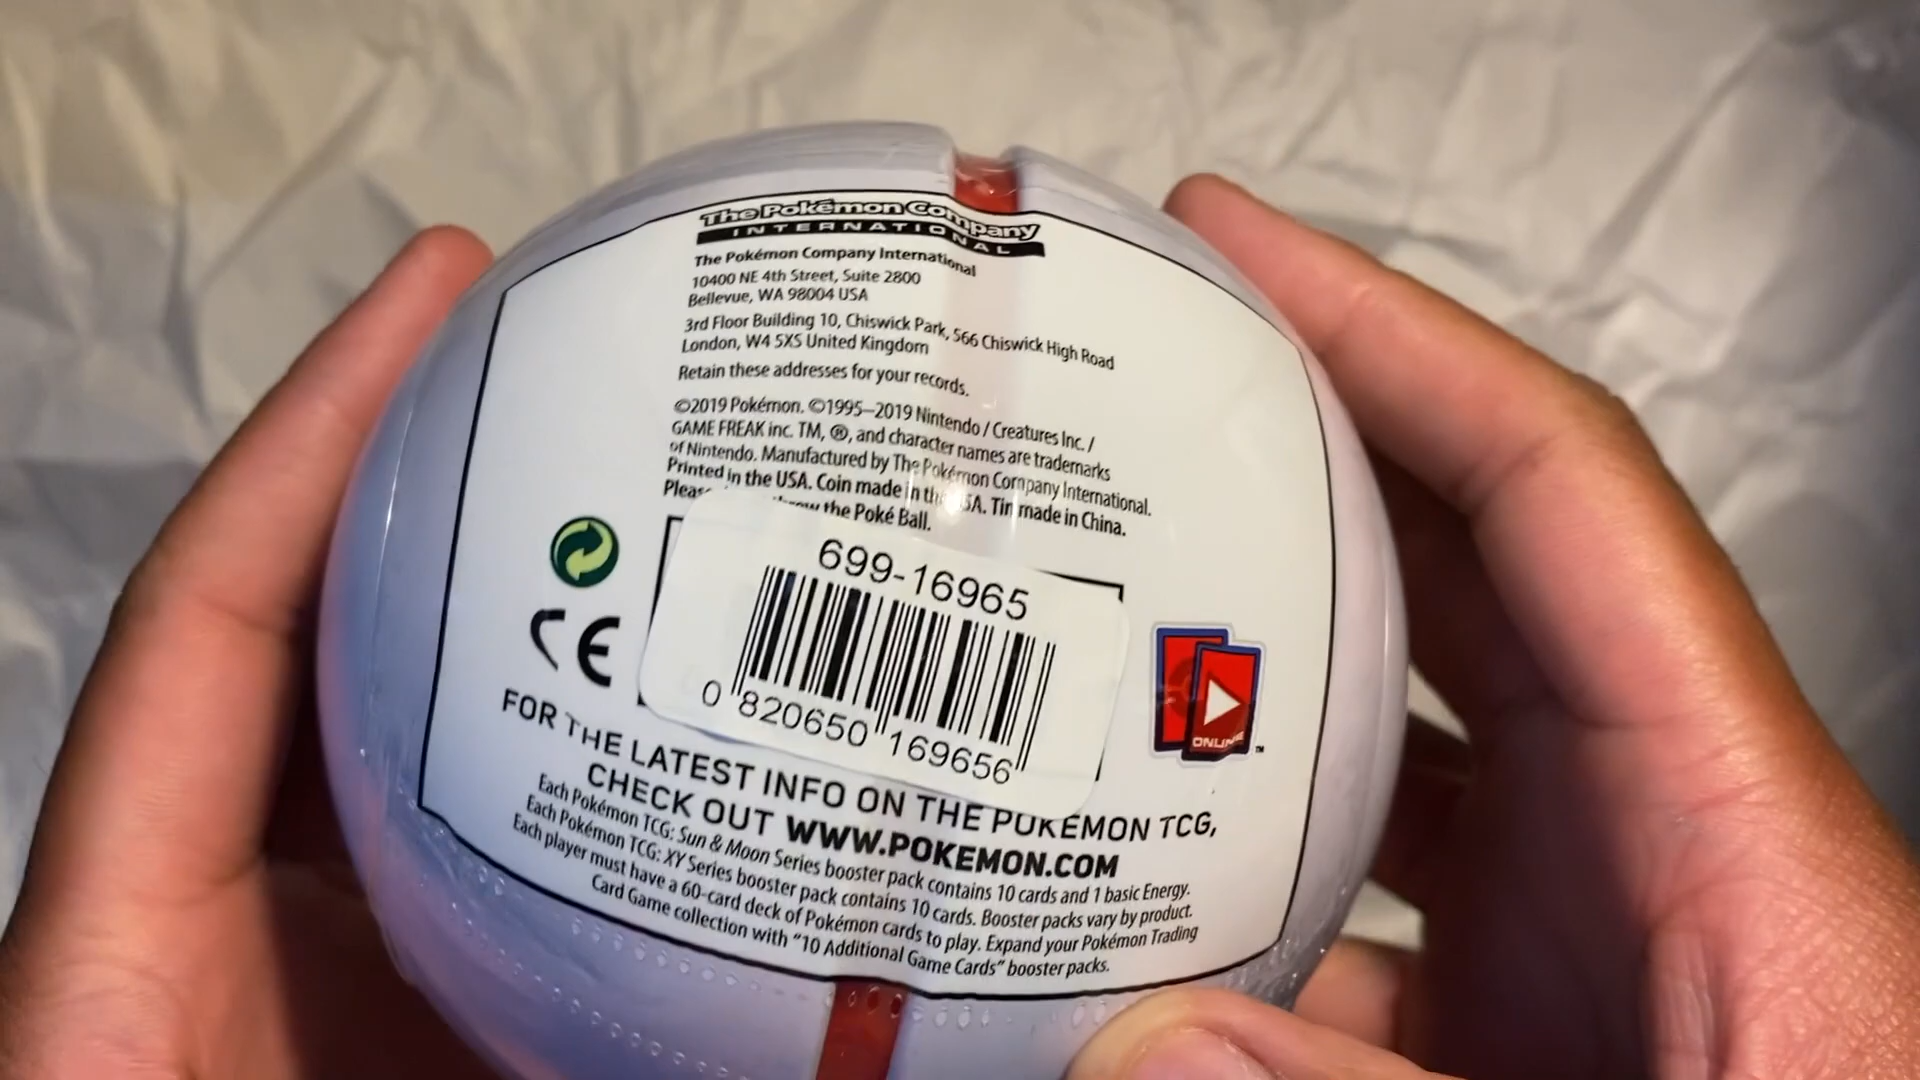 The Pokémon Company
INTERNATIONAL
The Pokémon Company International
10400 NE 4th Street, Suite 2800
Bellevue, WA 98004 USA
3rd Floor Building 10, Chiswick Park, 566 Chiswick High Road
London, W4 5XS United Kingdom
Retain these addresses for your records.
©2019 Pokémon. ©1995–2019 Nintendo / Creatures Inc. /
GAME FREAK inc. TM, ®, and character names are trademarks
of Nintendo. Manufactured by The Pokémon Company International.
Printed in the USA. Coin made in the USA. Tin made in China.
the Poké Ball.
699-16965
0 820650 169656
CE
ONLINE ™
FOR THE LATEST INFO ON THE POKÉMON TCG,
CHECK OUT WWW.POKEMON.COM
Each Pokémon TCG: Sun & Moon Series booster pack contains 10 cards and 1 basic Energy.
Each Pokémon TCG: XY Series booster pack contains 10 cards. Booster packs vary by product.
Each player must have a 60-card deck of Pokémon cards to play. Expand your Pokémon Trading
Card Game collection with “10 Additional Game Cards” booster packs.